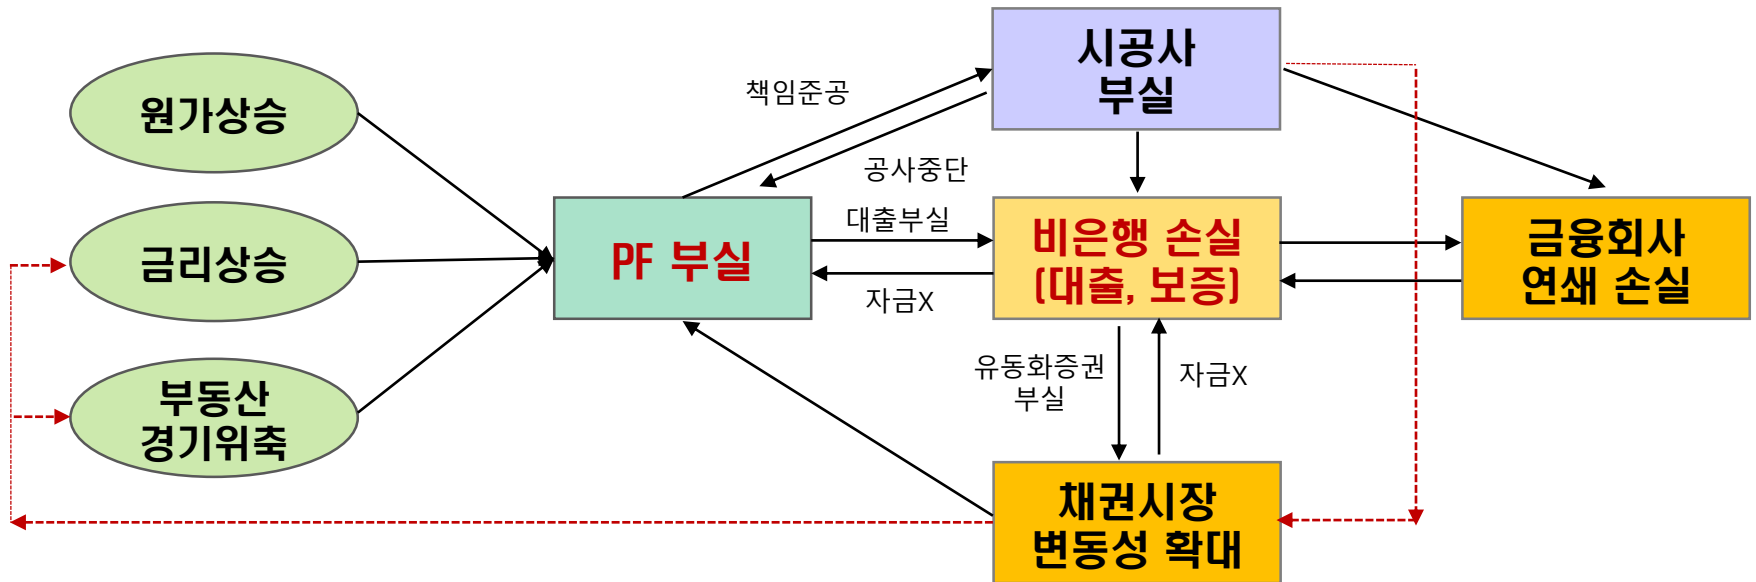 시공사
부실
책임준공
원가상승
공사중단
대출부실
금리상승
PF 부실
비은행 손실
(대출, 보증)
금융회사
연쇄 손실
자금X
유동화증권
부실
자금X
부동산
경기위축
채권시장
변동성 확대